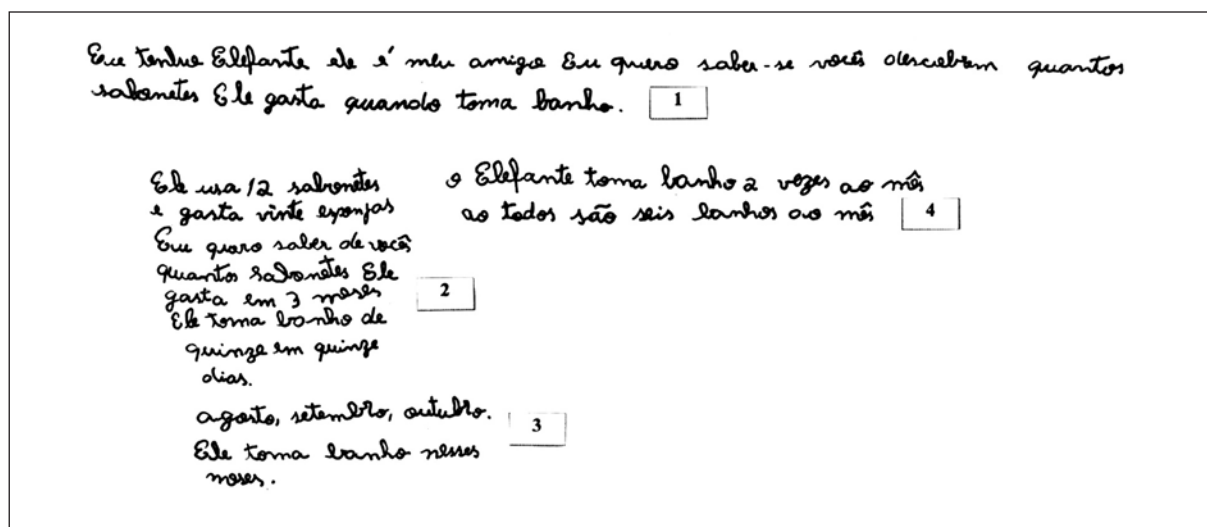 Eu tenho Elefante ele é meu amigo Eu quero saber-se vocês descubrem quantos
sabonetes Ele gasta quando toma banho. 1
Ele usa 12 sabonetes
e gasta vinte esponjas
Eu quero saber de vocês
quantos sabonetes Ele
gasta em 3 meses 2
Ele toma banho de
quinze em quinze
dias.
agosto, setembro, outubro. 3
Ele toma banho nesses
meses.
o Elefante toma banho 2 vezes ao mês
ao todos são seis banhos ao mês 4